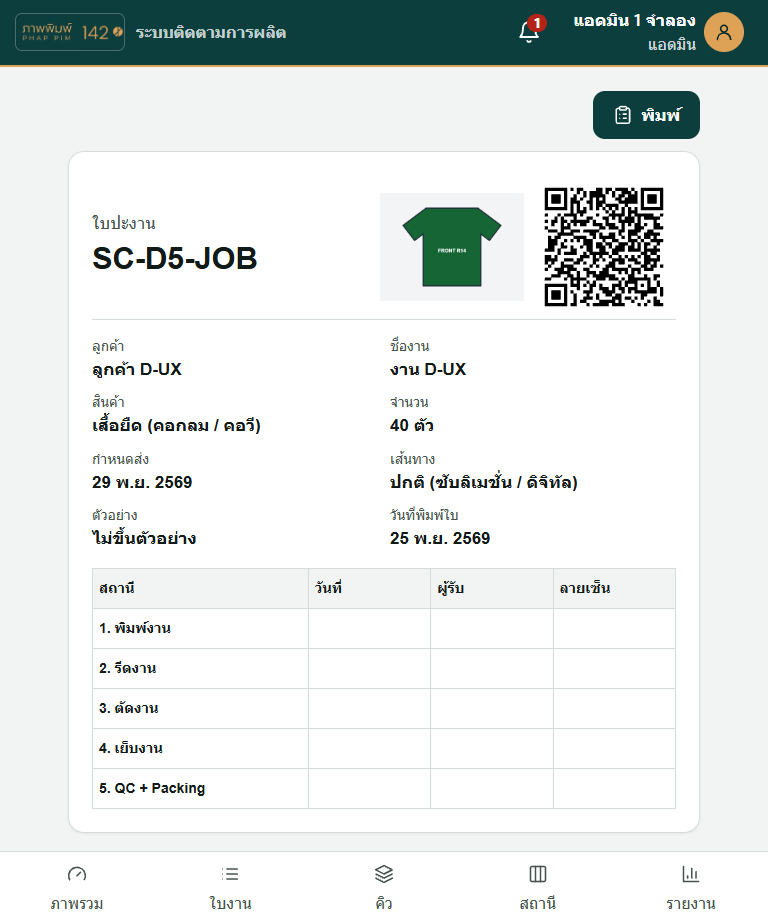 ภาพพิมพ์
PHAP PIM
142
ระบบติดตามการผลิต
1
แอดมิน 1 จำลอง
แอดมิน
พิมพ์
ใบปะงาน
SC-D5-JOB
FRONT R14
ลูกค้า
ลูกค้า D-UX
ชื่องาน
งาน D-UX
สินค้า
เสื้อยืด (คอกลม / คอวี)
จำนวน
40 ตัว
กำหนดส่ง
29 พ.ย. 2569
เส้นทาง
ปกติ (ซับลิเมชั่น / ดิจิทัล)
ตัวอย่าง
ไม่ขึ้นตัวอย่าง
วันที่พิมพ์ใบ
25 พ.ย. 2569
สถานี วันที่ ผู้รับ ลายเซ็น
1. พิมพ์งาน
2. รีดงาน
3. ตัดงาน
4. เย็บงาน
5. QC + Packing
ภาพรวม ใบงาน คิว สถานี รายงาน